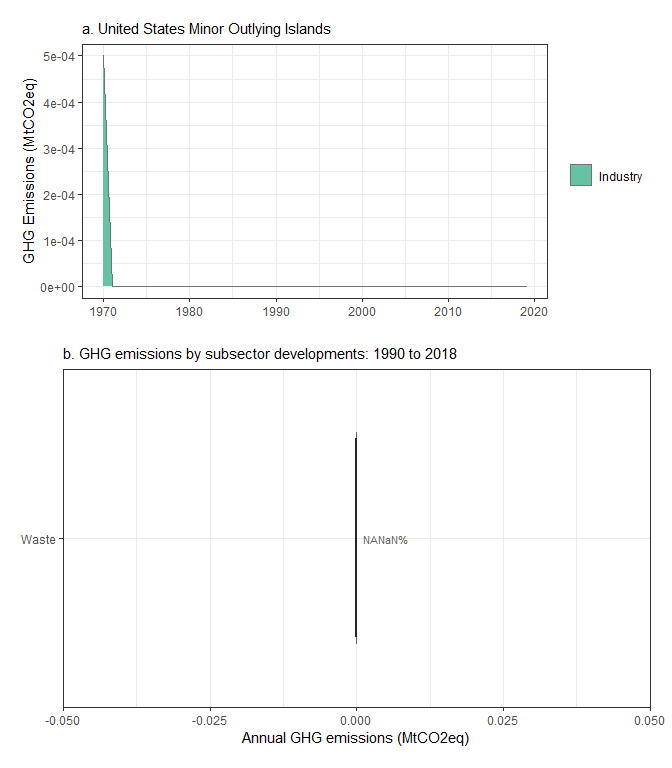 a. United States Minor Outlying Islands
GHG Emissions (MtCO2eq)
5e-04
4e-04
3e-04
2e-04
1e-04
0e+00
1970 1980 1990 2000 2010 2020
Industry
b. GHG emissions by subsector developments: 1990 to 2018
Waste
NANaN%
-0.050 -0.025 0.000 0.025 0.050
Annual GHG emissions (MtCO2eq)